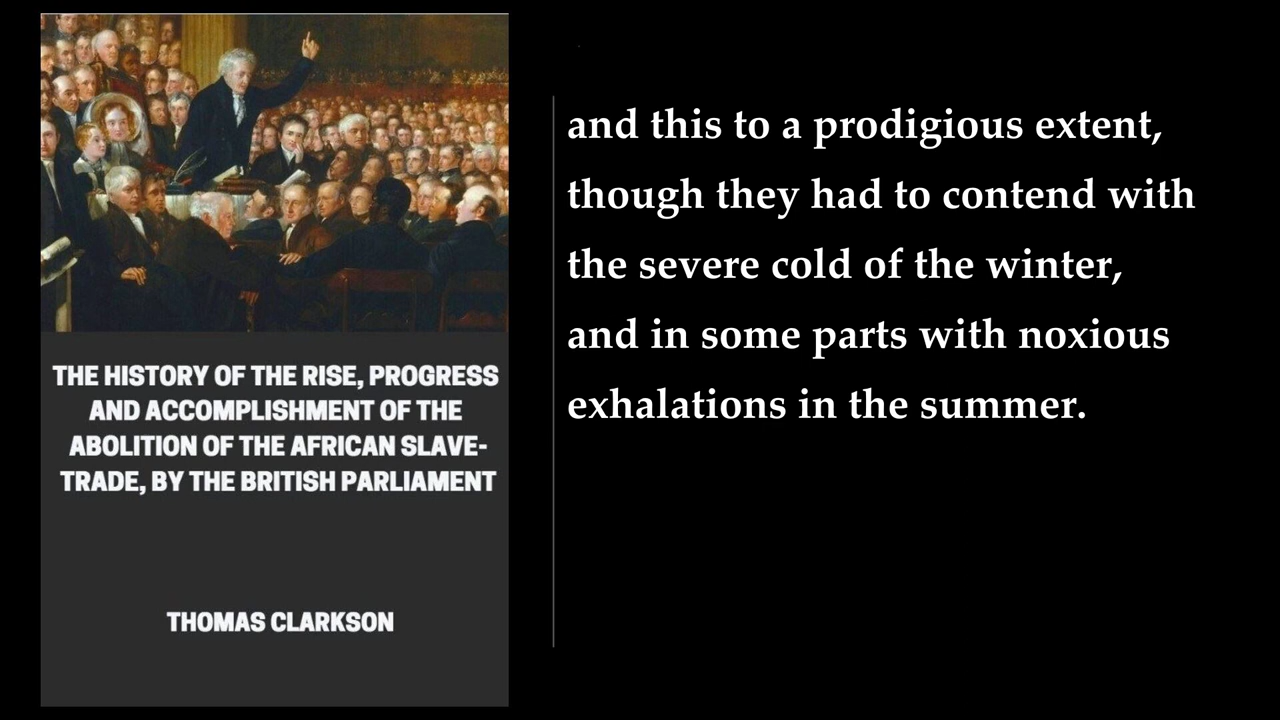 THE HISTORY OF THE RISE, PROGRESS
AND ACCOMPLISHMENT OF THE
ABOLITION OF THE AFRICAN SLAVE-
TRADE, BY THE BRITISH PARLIAMENT
THOMAS CLARKSON
and this to a prodigious extent,
though they had to contend with
the severe cold of the winter,
and in some parts with noxious
exhalations in the summer.